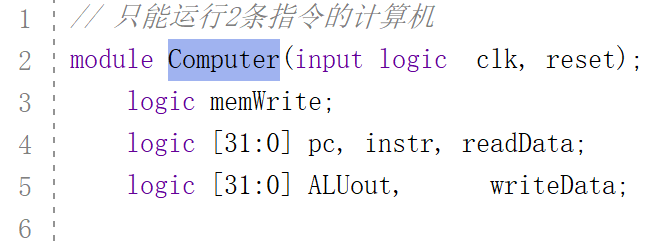 1 // 只能运行2条指令的计算机
2 module Computer(input logic  clk, reset);
3     logic memWrite;
4     logic [31:0] pc, instr, readData;
5     logic [31:0] ALUout,      writeData;
6